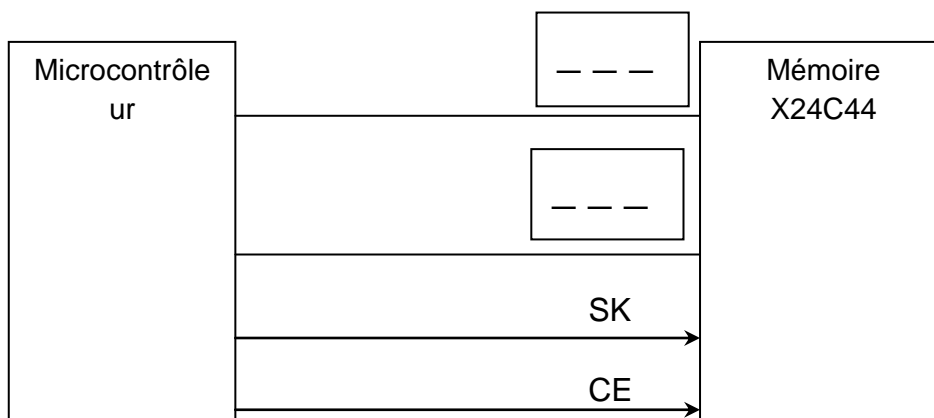 Microcontrôle
ur
_ _ _
Mémoire
X24C44
_ _ _
SK
CE